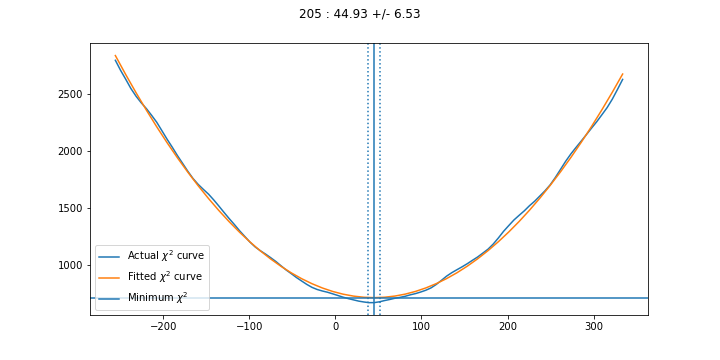 205 : 44.93 +/- 6.53
2500
2000
1500
1000
Actual χ² curve
Fitted χ² curve
Minimum χ²
−200 −100 0 100 200 300